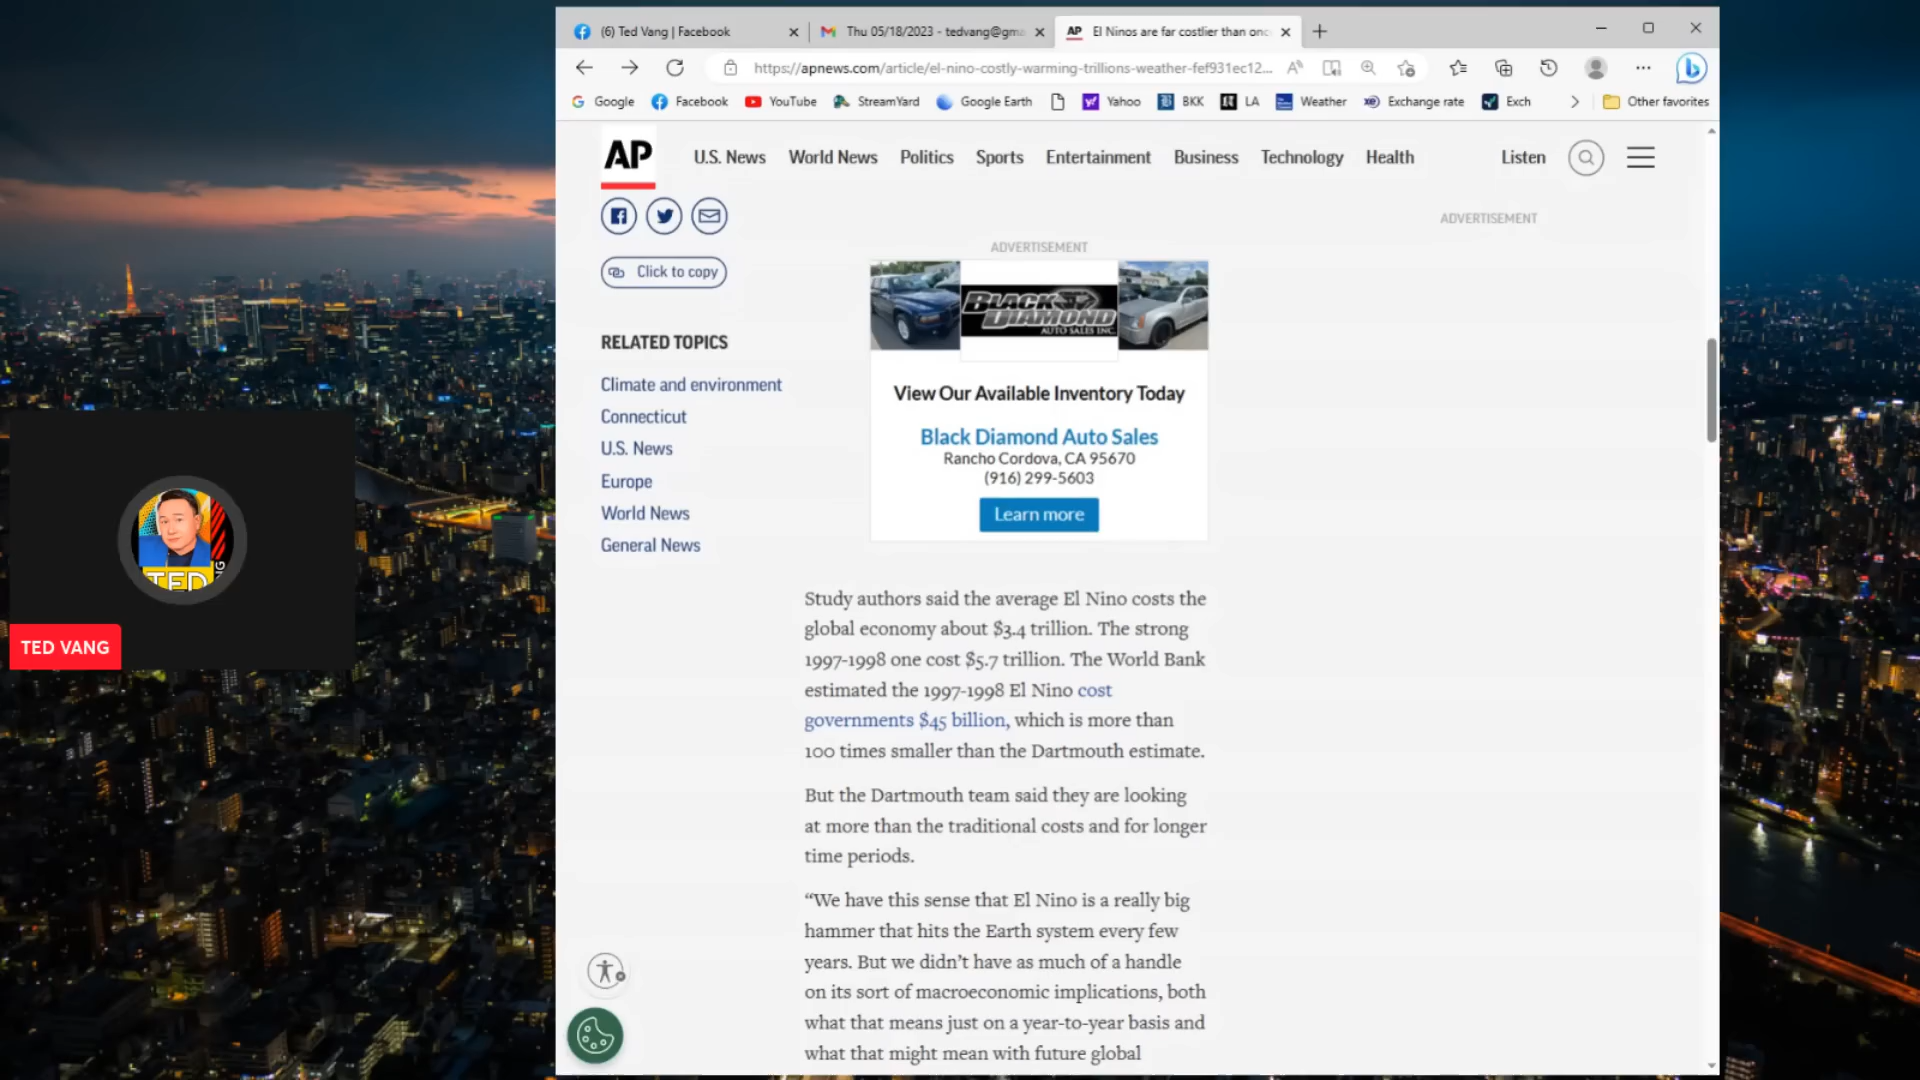 (6) Ted Vang | Facebook
Thu 05/18/2023 - tedvang@gma
AP El Ninos are far costlier than onc
https://apnews.com/article/el-nino-costly-warming-trillions-weather-fef931ec12...
Google Facebook YouTube StreamYard Google Earth Yahoo BKK LA Weather Exchange rate Exch Other favorites
AP U.S. News World News Politics Sports Entertainment Business Technology Health Listen
ADVERTISEMENT
Click to copy
RELATED TOPICS
Climate and environment
Connecticut
U.S. News
Europe
World News
General News
ADVERTISEMENT
BLACK
DIAMOND
AUTO SALES INC.
View Our Available Inventory Today
Black Diamond Auto Sales
Rancho Cordova, CA 95670
(916) 299-5603
Learn more
Study authors said the average El Nino costs the
global economy about $3.4 trillion. The strong
1997-1998 one cost $5.7 trillion. The World Bank
estimated the 1997-1998 El Nino cost
governments $45 billion, which is more than
100 times smaller than the Dartmouth estimate.
But the Dartmouth team said they are looking
at more than the traditional costs and for longer
time periods.
“We have this sense that El Nino is a really big
hammer that hits the Earth system every few
years. But we didn’t have as much of a handle
on its sort of macroeconomic implications, both
what that means just on a year-to-year basis and
what that might mean with future global
TED
TED VANG